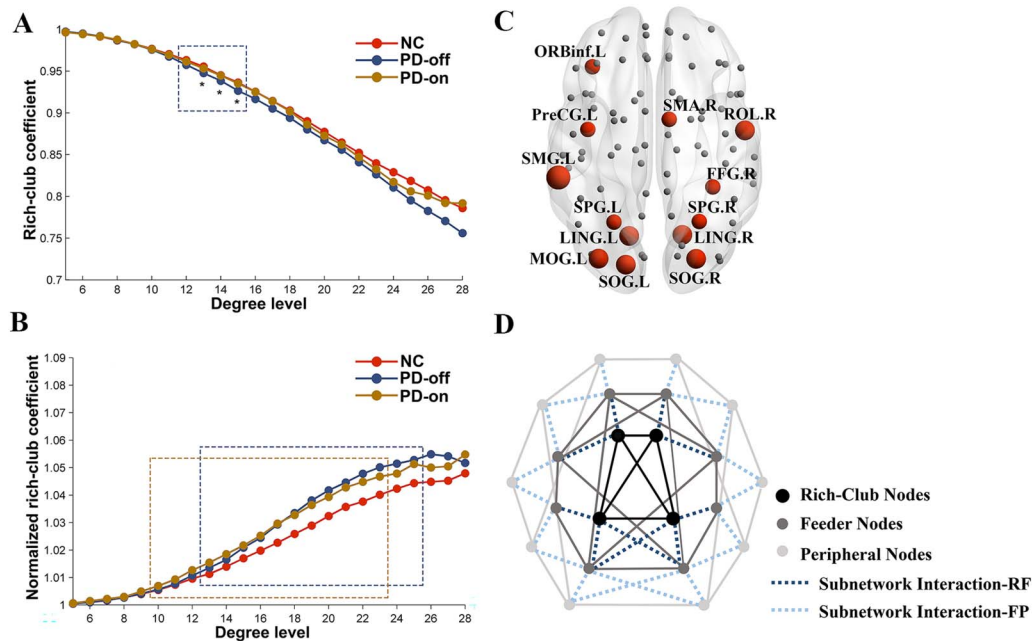 A
Rich-club coefficient
1
0.95
0.9
0.85
0.8
0.75
0.7
NC
PD-off
PD-on
* * *
6 8 10 12 14 16 18 20 22 24 26 28
Degree level
B
Normalized rich-club coefficient
1.09
1.08
1.07
1.06
1.05
1.04
1.03
1.02
1.01
1
NC
PD-off
PD-on
6 8 10 12 14 16 18 20 22 24 26 28
Degree level
C
ORBinf.L
PreCG.L
SMA.R
ROL.R
SMG.L
FFG.R
SPG.L
SPG.R
LING.L
LING.R
MOG.L
SOG.L
SOG.R
D
Rich-Club Nodes
Feeder Nodes
Peripheral Nodes
Subnetwork Interaction-RF
Subnetwork Interaction-FP